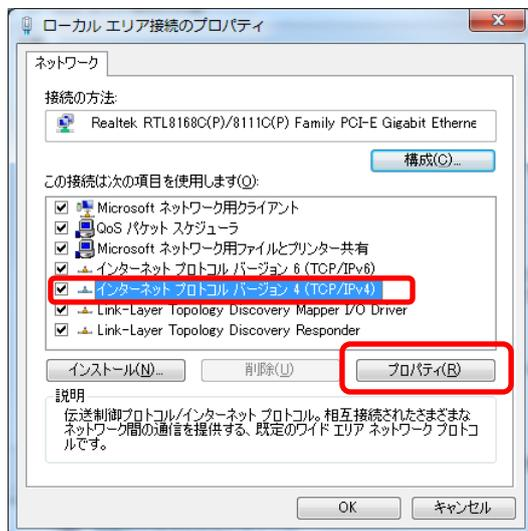 ローカル エリア接続のプロパティ
ネットワーク
接続の方法:
Realtek RTL8168C(P)/8111C(P) Family PCI-E Gigabit Etherne
構成(C)...
この接続は次の項目を使用します(O):
Microsoft ネットワーク用クライアント
QoS パケット スケジューラ
Microsoft ネットワーク用ファイルとプリンター共有
インターネット プロトコル バージョン 6 (TCP/IPv6)
インターネット プロトコル バージョン 4 (TCP/IPv4)
Link-Layer Topology Discovery Mapper I/O Driver
Link-Layer Topology Discovery Responder
インストール(N)... 削除(U) プロパティ(R)
説明
伝送制御プロトコル/インターネット プロトコル。相互接続されたさまざまな
ネットワーク間の通信を提供する、既定のワイド エリア ネットワーク プロトコ
ルです。
OK キャンセル